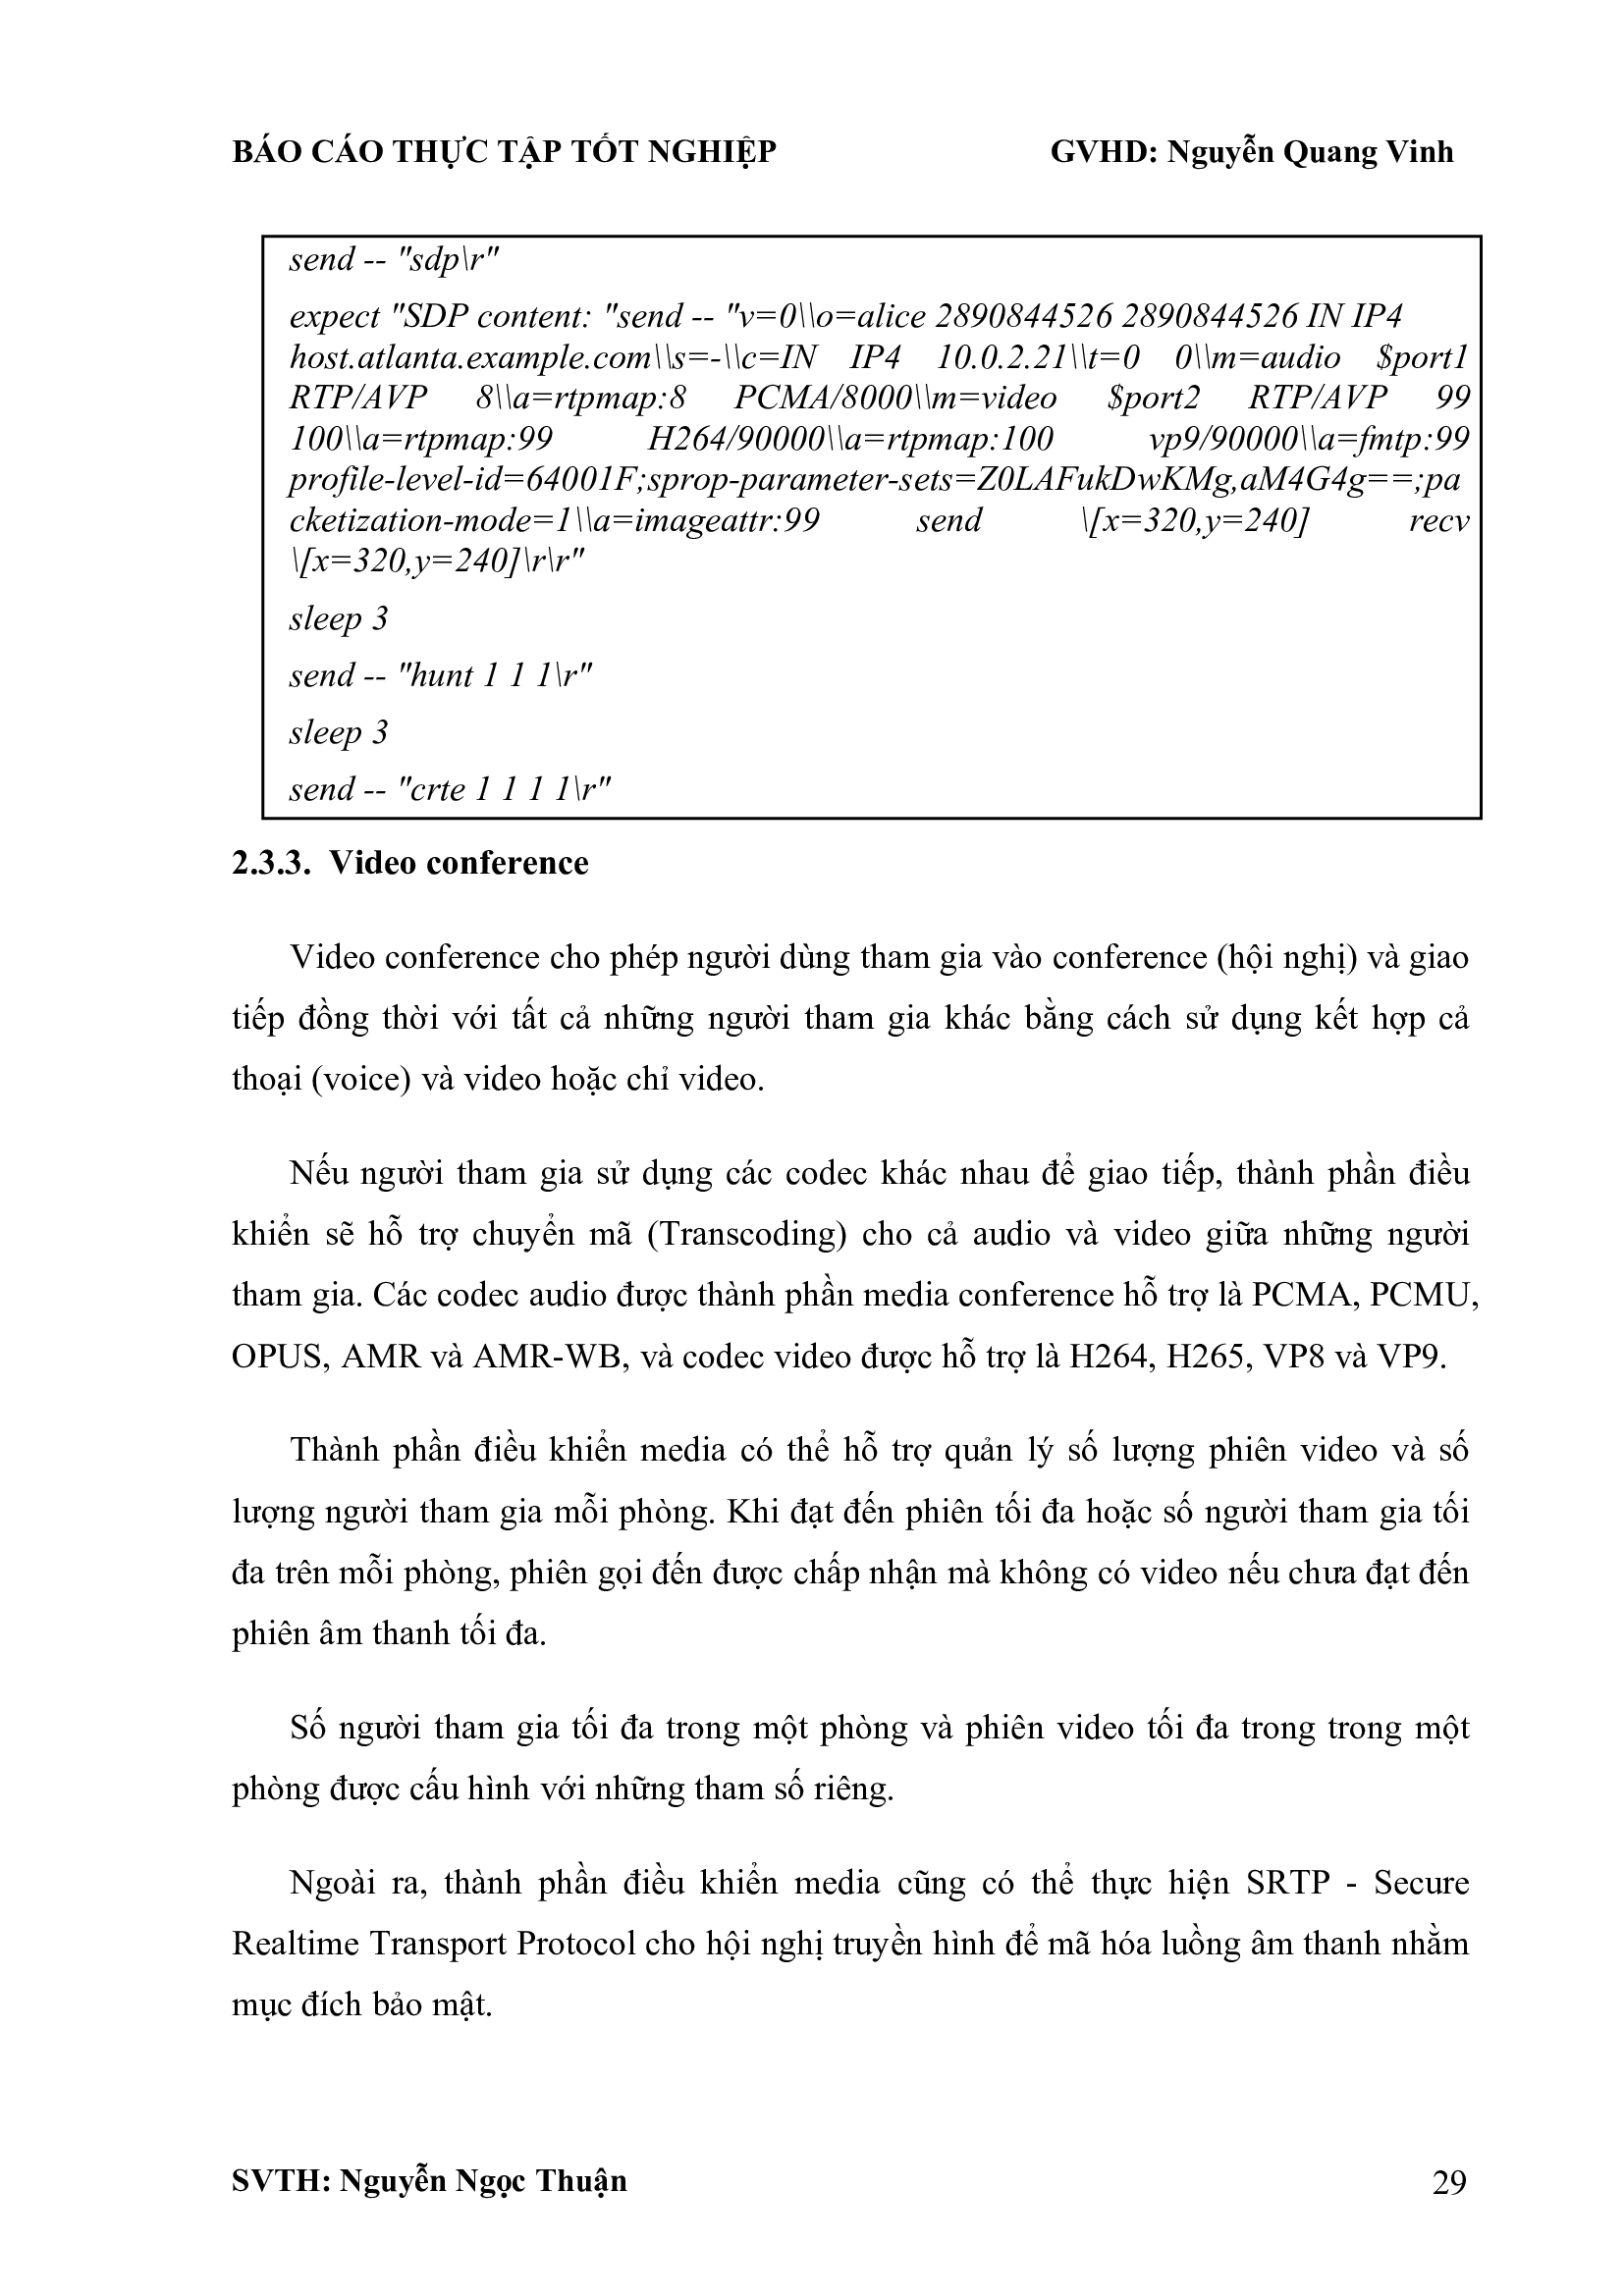 BÁO CÁO THỰC TẬP TỐT NGHIỆP GVHD: Nguyễn Quang Vinh
send -- "sdp\r"
expect "SDP content: "send -- "v=0\\o=alice 2890844526 2890844526 IN IP4
host.atlanta.example.com\\s=-\\c=IN IP4 10.0.2.21\\t=0 0\\m=audio $port1
RTP/AVP 8\\a=rtpmap:8 PCMA/8000\\m=video $port2 RTP/AVP 99
100\\a=rtpmap:99 H264/90000\\a=rtpmap:100 vp9/90000\\a=fmtp:99
profile-level-id=64001F;sprop-parameter-sets=Z0LAFukDwKMg,aM4G4g==;pa
cketization-mode=1\\a=imageattr:99 send \[x=320,y=240] recv
\[x=320,y=240]\r\r"
sleep 3
send -- "hunt 1 1 1\r"
sleep 3
send -- "crte 1 1 1 1\r"
2.3.3. Video conference
Video conference cho phép người dùng tham gia vào conference (hội nghị) và giao
tiếp đồng thời với tất cả những người tham gia khác bằng cách sử dụng kết hợp cả
thoại (voice) và video hoặc chỉ video.
Nếu người tham gia sử dụng các codec khác nhau để giao tiếp, thành phần điều
khiển sẽ hỗ trợ chuyển mã (Transcoding) cho cả audio và video giữa những người
tham gia. Các codec audio được thành phần media conference hỗ trợ là PCMA, PCMU,
OPUS, AMR và AMR-WB, và codec video được hỗ trợ là H264, H265, VP8 và VP9.
Thành phần điều khiển media có thể hỗ trợ quản lý số lượng phiên video và số
lượng người tham gia mỗi phòng. Khi đạt đến phiên tối đa hoặc số người tham gia tối
đa trên mỗi phòng, phiên gọi đến được chấp nhận mà không có video nếu chưa đạt đến
phiên âm thanh tối đa.
Số người tham gia tối đa trong một phòng và phiên video tối đa trong trong một
phòng được cấu hình với những tham số riêng.
Ngoài ra, thành phần điều khiển media cũng có thể thực hiện SRTP - Secure
Realtime Transport Protocol cho hội nghị truyền hình để mã hóa luồng âm thanh nhằm
mục đích bảo mật.
SVTH: Nguyễn Ngọc Thuận 29